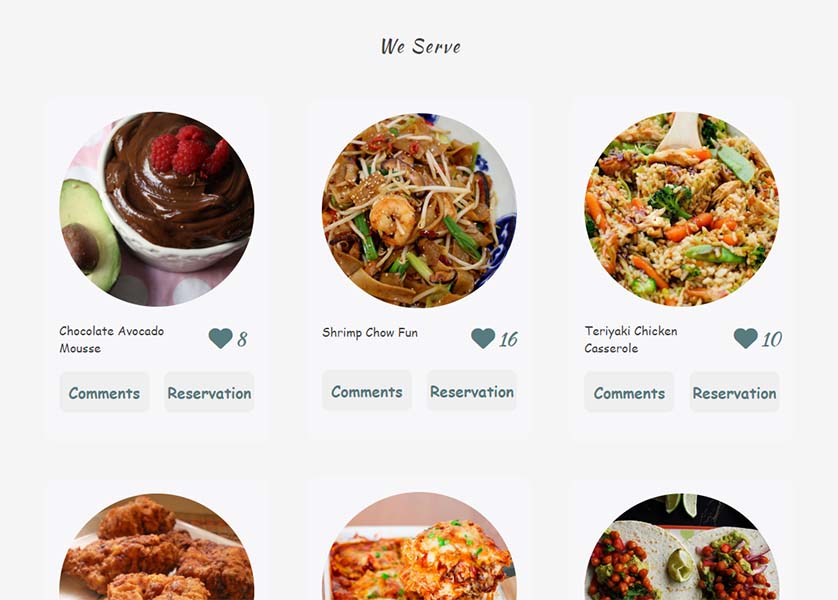 We Serve
Chocolate Avocado
Mousse
8
Shrimp Chow Fun
16
Teriyaki Chicken
Casserole
10
Comments
Reservation
Comments
Reservation
Comments
Reservation